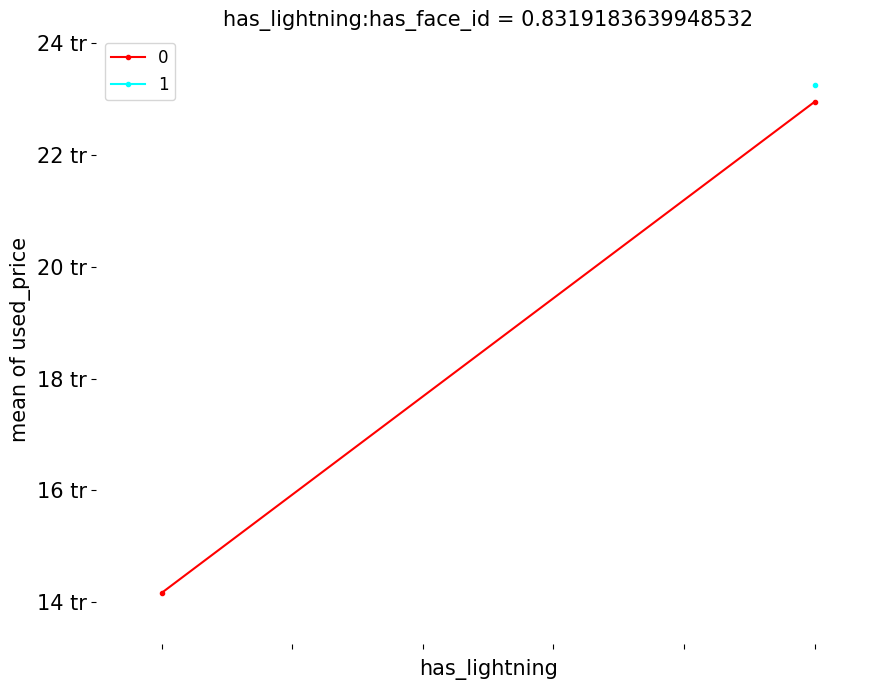 has_lightning:has_face_id = 0.8319183639948532
24 tr
0
1
22 tr
20 tr
18 tr
16 tr
14 tr
mean of used_price
has_lightning